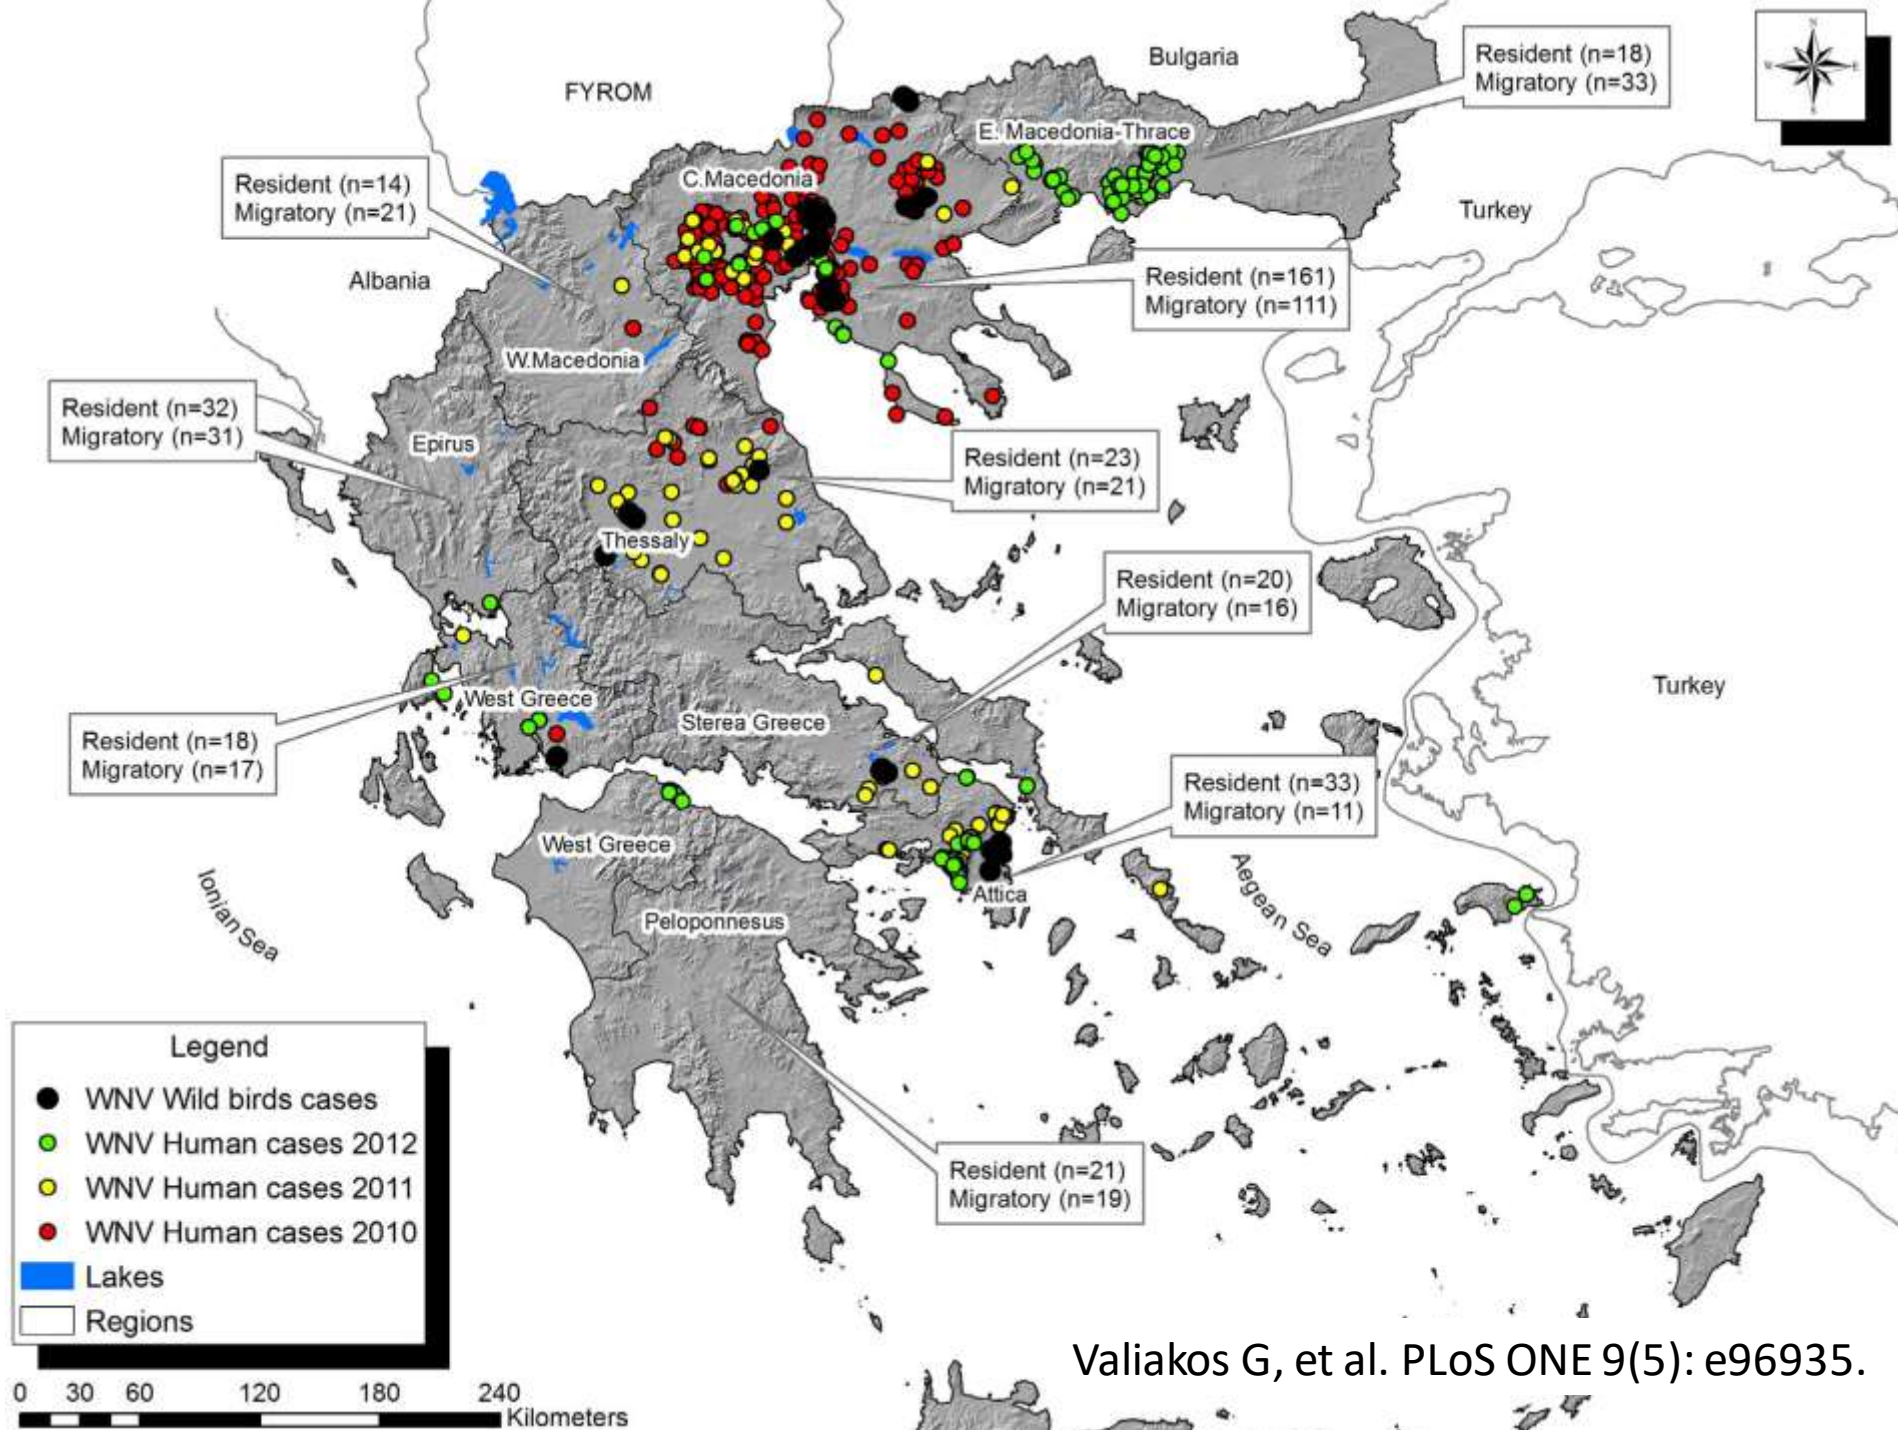 Bulgaria
FYROM
Resident (n=18)
Migratory (n=33)
N
W
E
S
E. Macedonia-Thrace
C.Macedonia
Resident (n=14)
Migratory (n=21)
Turkey
Albania
Resident (n=161)
Migratory (n=111)
W.Macedonia
Resident (n=32)
Migratory (n=31)
Epirus
Resident (n=23)
Migratory (n=21)
Thessaly
Resident (n=20)
Migratory (n=16)
Turkey
West Greece
Sterea Greece
Resident (n=18)
Migratory (n=17)
Resident (n=33)
Migratory (n=11)
West Greece
Attica
Ionian Sea
Aegean Sea
Peloponnesus
Resident (n=21)
Migratory (n=19)
Legend
WNV Wild birds cases
WNV Human cases 2012
WNV Human cases 2011
WNV Human cases 2010
Lakes
Regions
Valiakos G, et al. PLoS ONE 9(5): e96935.
0 30 60 120 180 240
Kilometers